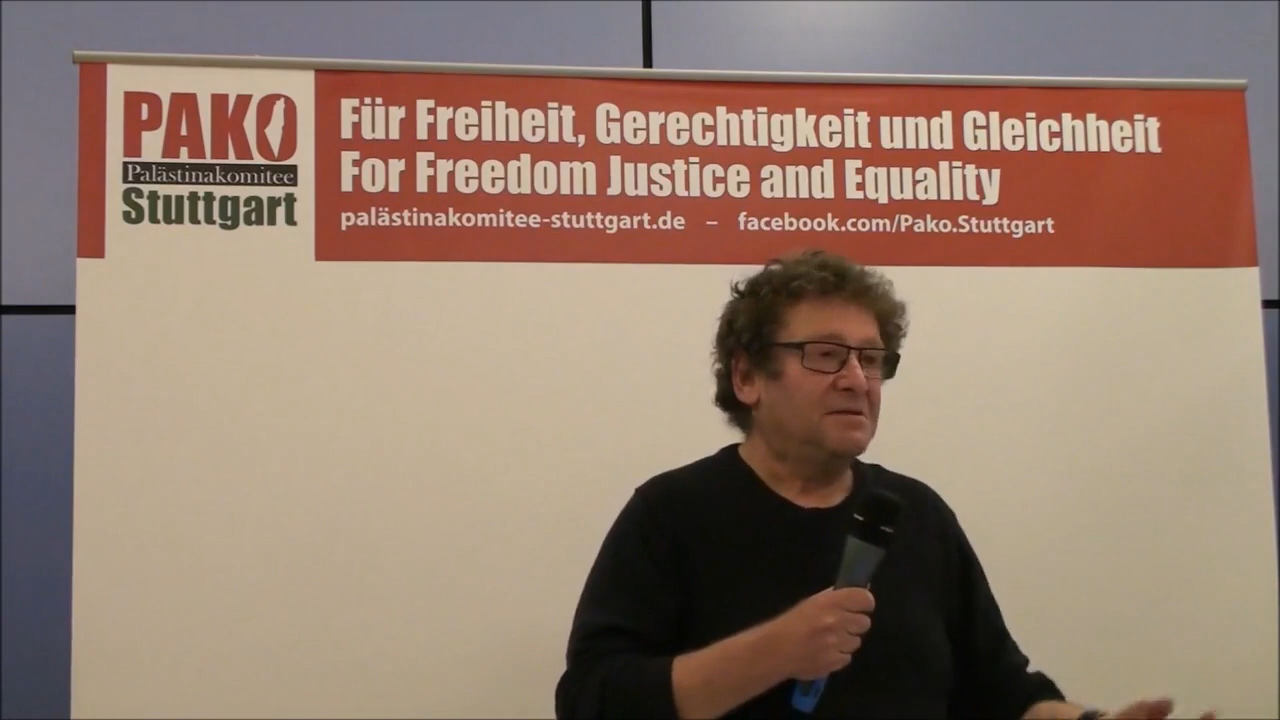 PAKO
Palästinakomitee
Stuttgart
Für Freiheit, Gerechtigkeit und Gleichheit
For Freedom Justice and Equality
palästinakomitee-stuttgart.de – facebook.com/Pako.Stuttgart